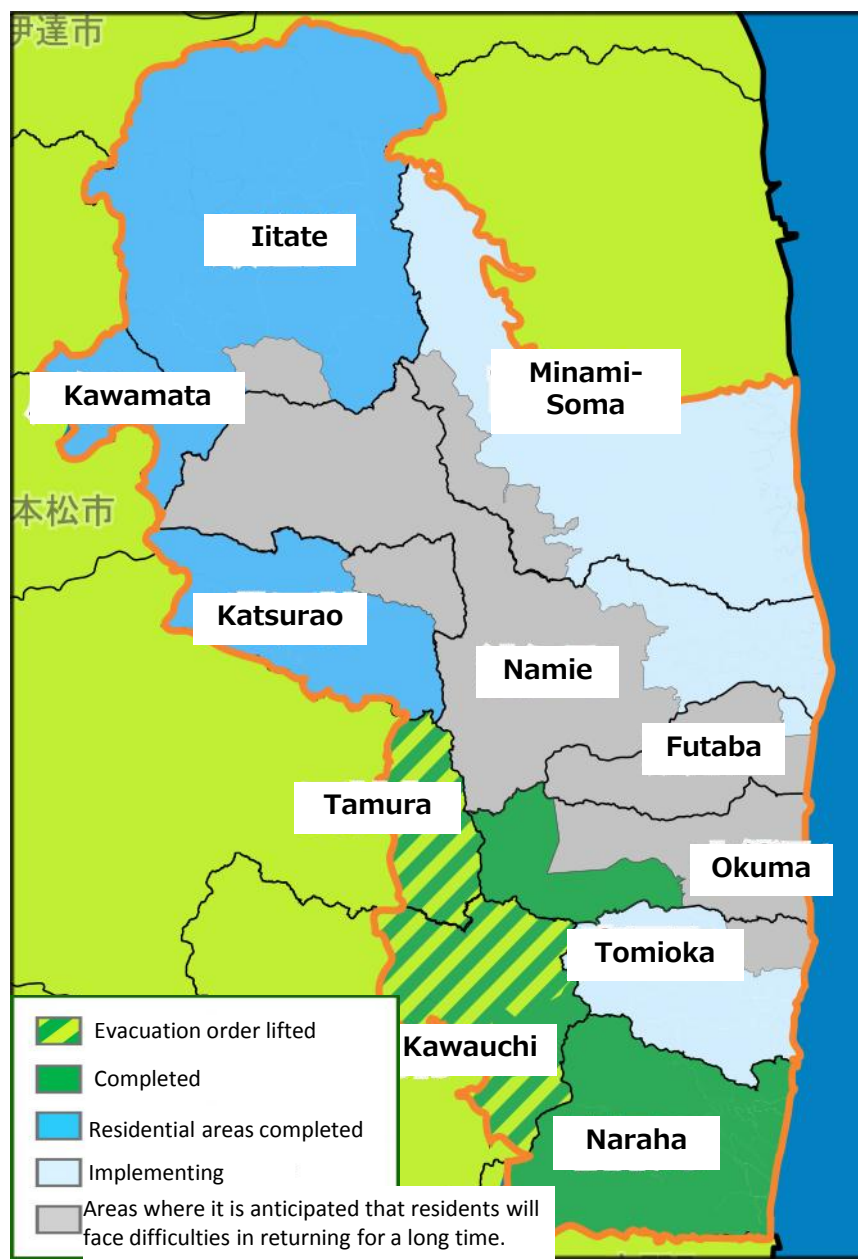 伊達市
Iitate
Minami-
Soma
Kawamata
本松市
Katsurao
Namie
Futaba
Tamura
Okuma
Tomioka
Kawauchi
Naraha
Evacuation order lifted
Completed
Residential areas completed
Implementing
Areas where it is anticipated that residents will
face difficulties in returning for a long time.